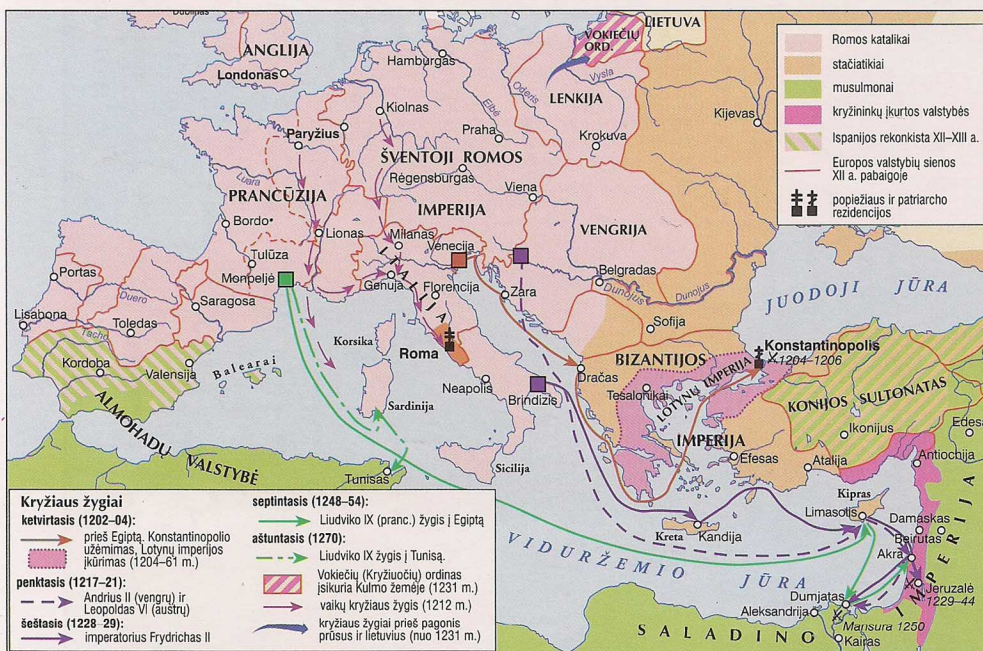 Dublinas
ANGLIJA
Londonas
Hamburgas
VOKIEČIŲ
ORD.
LIETUVA
Vysla
Oderis
Elbė
LENKIJA
Kijevas
Kiolnas
Praha
Krokuva
Paryžius
ŠVENTOJI ROMOS
IMPERIJA
Rėgensburgas
Viena
Luara
PRANCŪZIJA
Bordo
Lionas
Milanas
Venecija
VENGRIJA
Tulūza
Monpeljė
Genuja
Florencija
ITALIJA
Zara
Belgradas
Dunojus
Dunojus
JUODOJI JŪRA
Portas
Duero
Saragosa
Lisabona
Tacho
Toledas
Korsika
Roma
Sofija
BIZANTIJOS
IMPERIJA
Konstantinopolis
1204–1206
Kordoba
Valensija
Balearai
Neapolis
Dračas
Brindizis
Tesalonikai
LOTYNŲ IMPERIJA
KONIJOS SULTONATAS
Ikonijus
Edesa
ALMOHADŲ
VALSTYBĖ
Sardinija
Sicilija
Tunisas
Efesas
Atalija
Antiochija
Kipras
Limasolis
Kreta
Kandija
Damaskas
Beirutas
Akra
Jeruzalė
1229–44
VIDURŽEMIO JŪRA
Dumjatas
Aleksandrija
Mansura 1250
Kairas
SALADINO IMPERIJA
Romos katalikai
stačiatikiai
musulmonai
kryžininkų įkurtos valstybės
Ispanijos rekonkista XII–XIII a.
Europos valstybių sienos
XII a. pabaigoje
popiežiaus ir patriarcho
rezidencijos
Kryžiaus žygiai
ketvirtasis (1202–04):
prieš Egiptą. Konstantinopolio
užėmimas, Lotynų imperijos
įkūrimas (1204–61 m.)
penktasis (1217–21):
Andrius II (vengrų) ir
Leopoldas VI (austrų)
šeštasis (1228–29):
imperatorius Frydrichas II
septintasis (1248–54):
Liudviko IX (pranc.) žygis į Egiptą
aštuntasis (1270):
Liudviko IX žygis į Tunisą.
Vokiečių (Kryžiuočių) ordinas
įsikuria Kulmo žemėje (1231 m.)
vaikų kryžiaus žygis (1212 m.)
kryžiaus žygiai prieš pagonis
prūsus ir lietuvius (nuo 1231 m.)